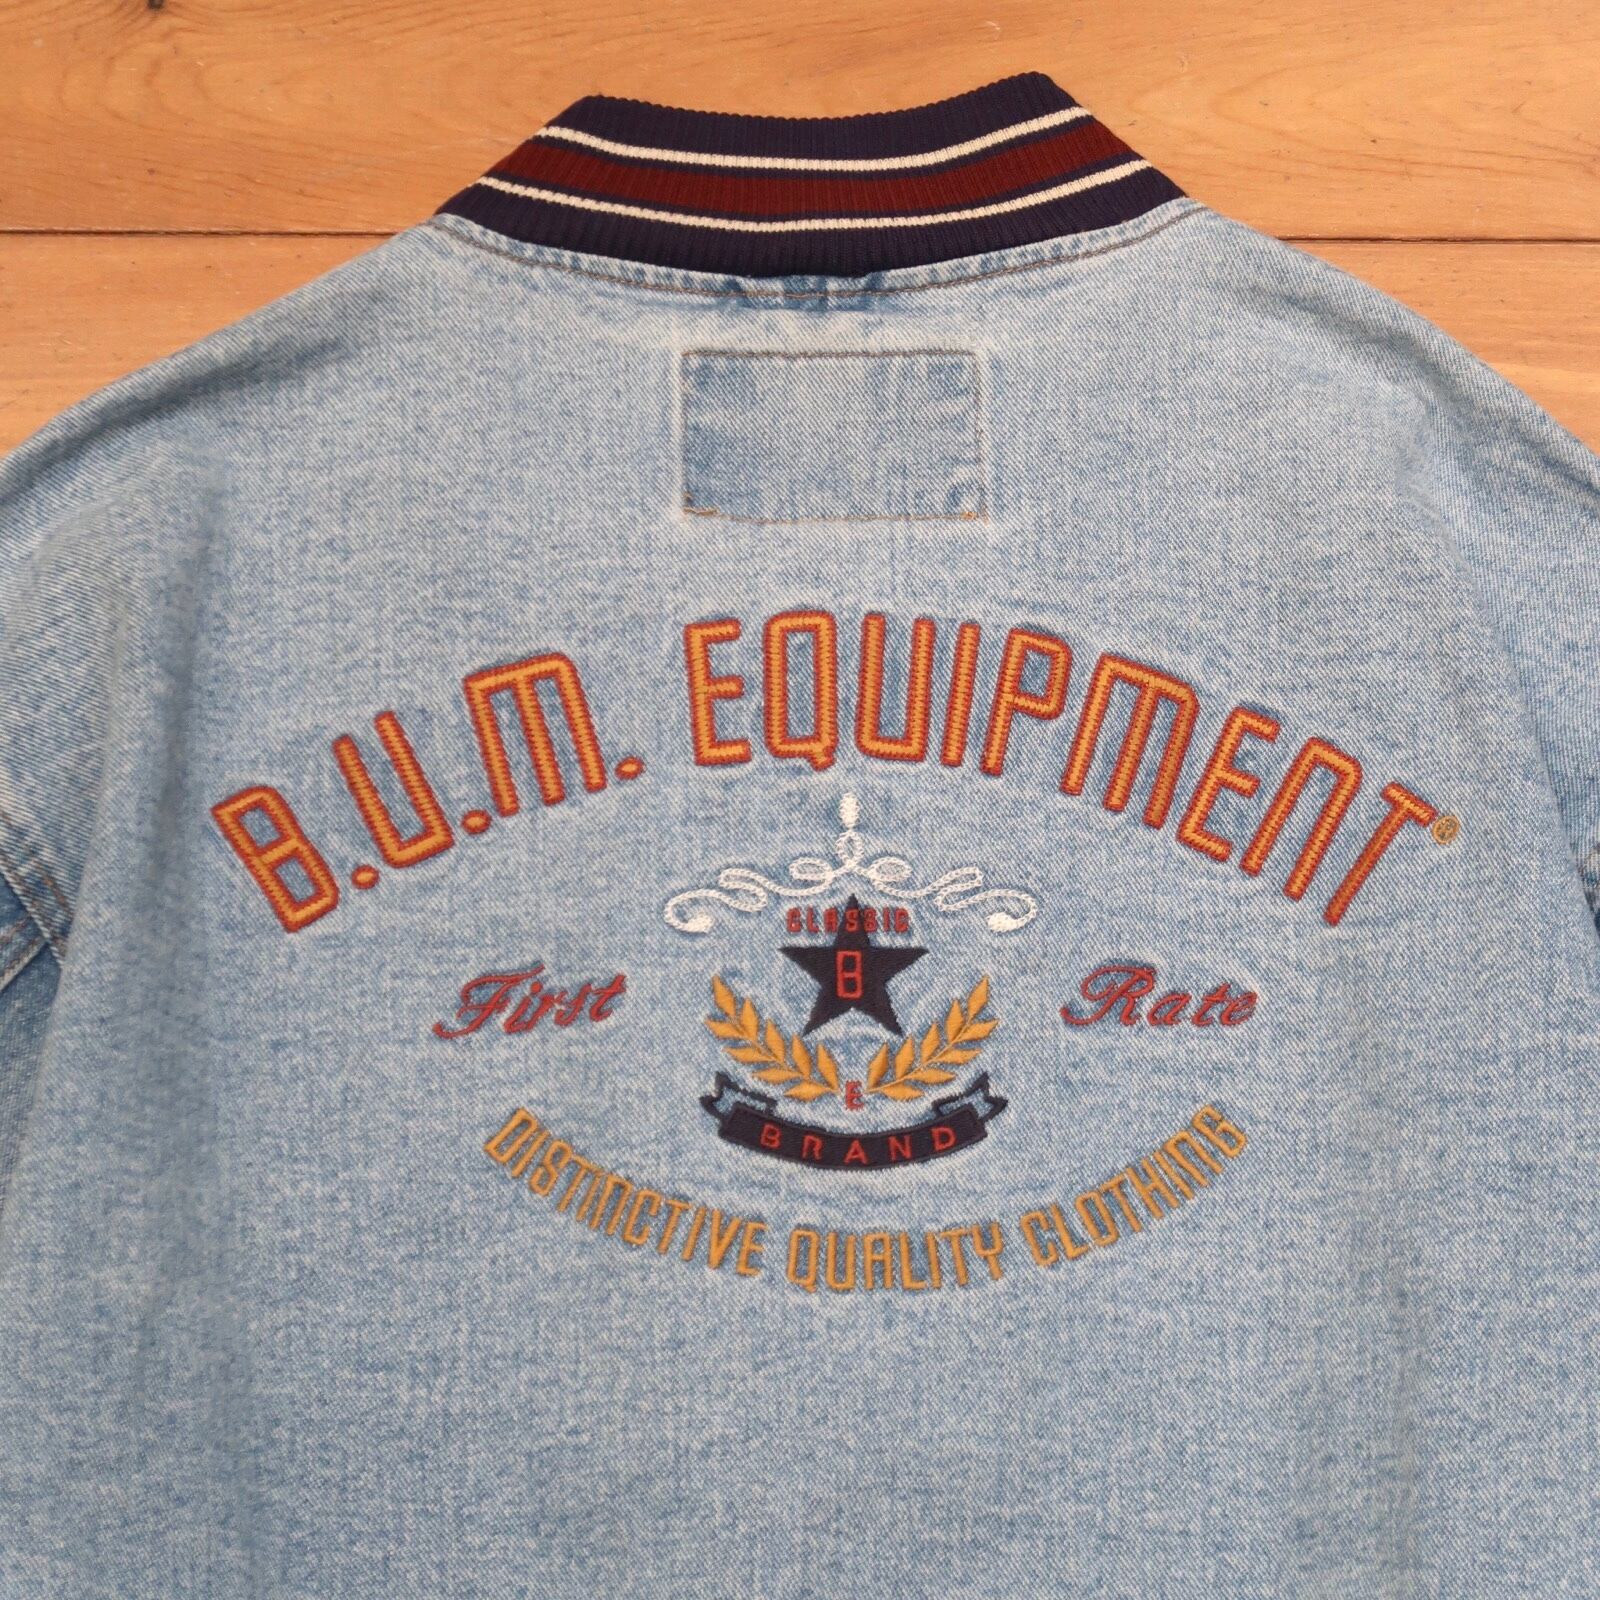 B.U.M. EQUIPMENT®
CLASSIC
B
First Rate
E
BRAND
DISTINCTIVE QUALITY CLOTHING